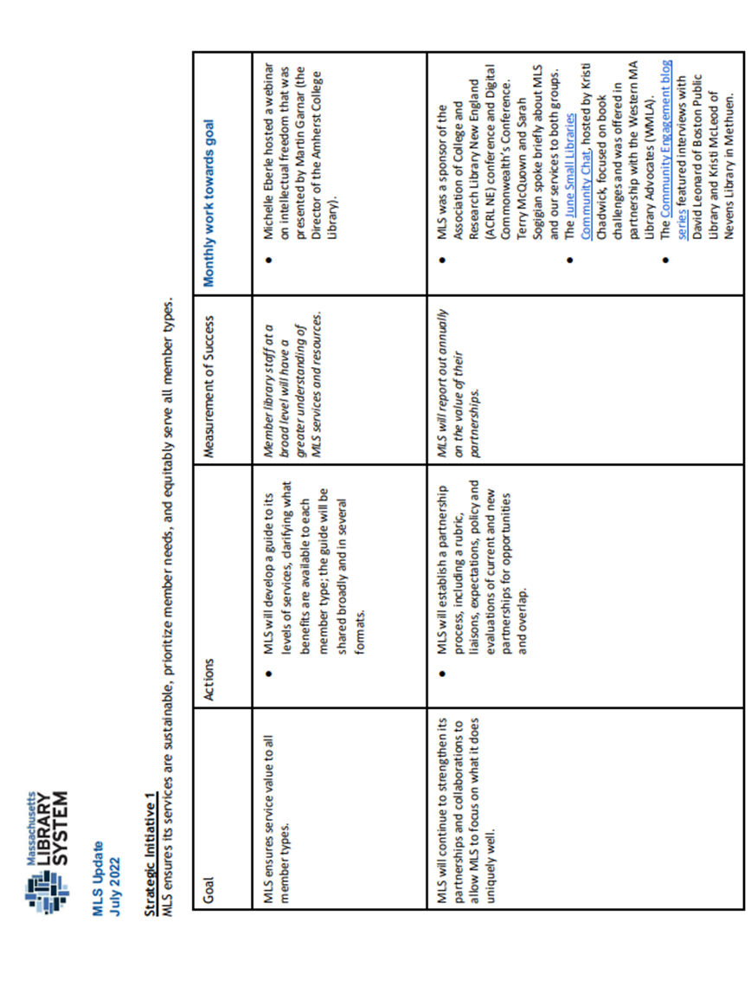 Massachusetts
LIBRARY
SYSTEM
MLS Update
July 2022
Strategic Initiative 1
MLS ensures its services are sustainable, prioritize member needs, and equitably serve all member types.
Goal
Actions
Measurement of Success
Monthly work towards goal
MLS ensures service value to all
member types.
● MLS will develop a guide to its
levels of services, clarifying what
benefits are available to each
member type; the guide will be
shared broadly and in several
formats.
Member library staff at a
broad level will have a
greater understanding of
MLS services and resources.
● Michelle Eberle hosted a webinar
on intellectual freedom that was
presented by Martin Garnar (the
Director of the Amherst College
Library).
MLS will continue to strengthen its
partnerships and collaborations to
allow MLS to focus on what it does
uniquely well.
● MLS will establish a partnership
process, including a rubric,
liaisons, expectations, policy and
evaluations of current and new
partnerships for opportunities
and overlap.
MLS will report out annually
on the value of their
partnerships.
● MLS was a sponsor of the
Association of College and
Research Library New England
(ACRL NE) conference and Digital
Commonwealth's Conference.
Terry McQuown and Sarah
Sogigian spoke briefly about MLS
and our services to both groups.
● The June Small Libraries
Community Chat, hosted by Kristi
Chadwick, focused on book
challenges and was offered in
partnership with the Western MA
Library Advocates (WMLA).
● The Community Engagement blog
series featured interviews with
David Leonard of Boston Public
Library and Kristi McLeod of
Nevens Library in Methuen.